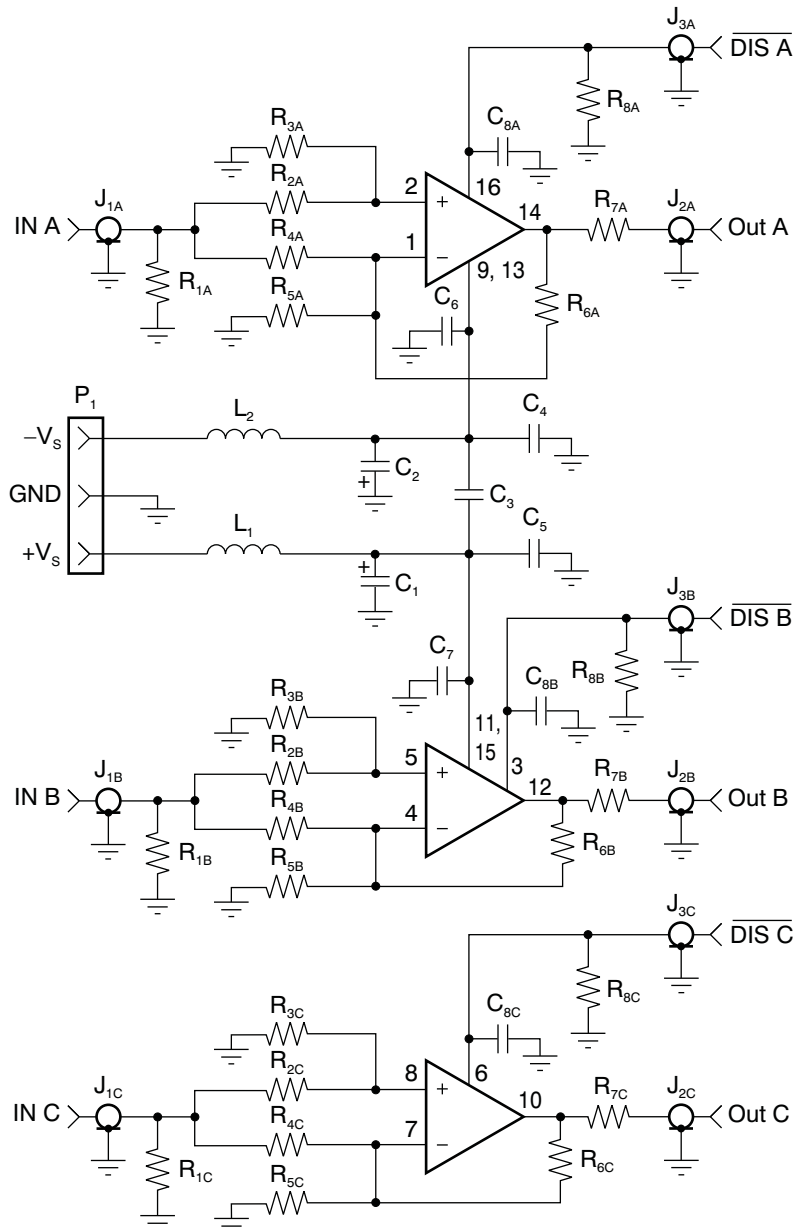 J3A
DIS A
R8A
C8A
R3A
R2A
J1A
IN A
2
+
16
14
R7A
J2A
Out A
R4A
1
−
9, 13
R1A
R5A
C6
R6A
P1
−VS
L2
C4
+
C2
GND
C3
+VS
L1
C5
+
C1
J3B
DIS B
C7
R8B
C8B
R3B
11,
15
3
R2B
J1B
IN B
5
+
12
R7B
J2B
Out B
R4B
4
−
R1B
R5B
R6B
J3C
DIS C
R8C
C8C
R3C
R2C
J1C
IN C
8
+
6
10
R7C
J2C
Out C
R4C
7
−
R1C
R5C
R6C